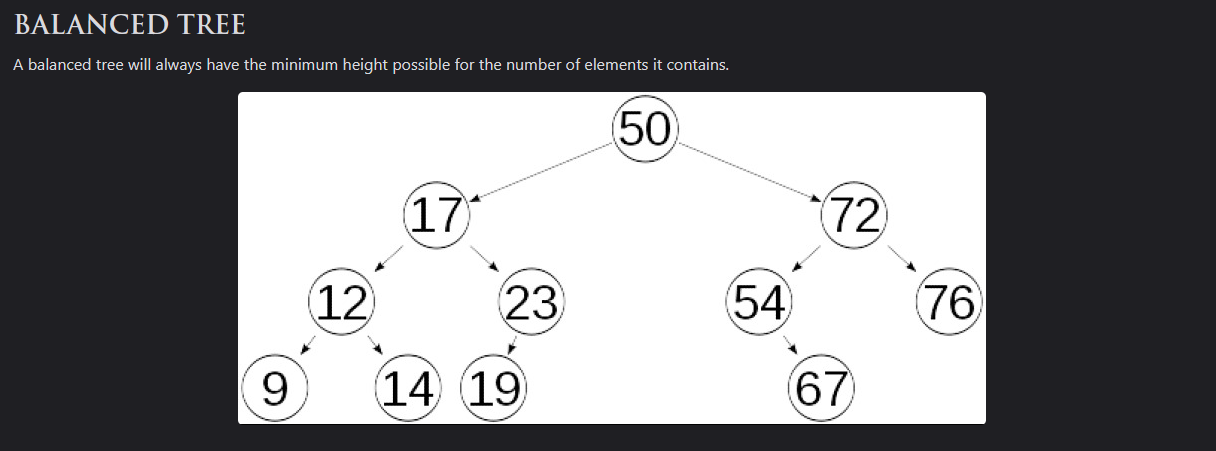 BALANCED TREE
A balanced tree will always have the minimum height possible for the number of elements it contains.
50
17 72
12 23 54 76
9 14 19 67